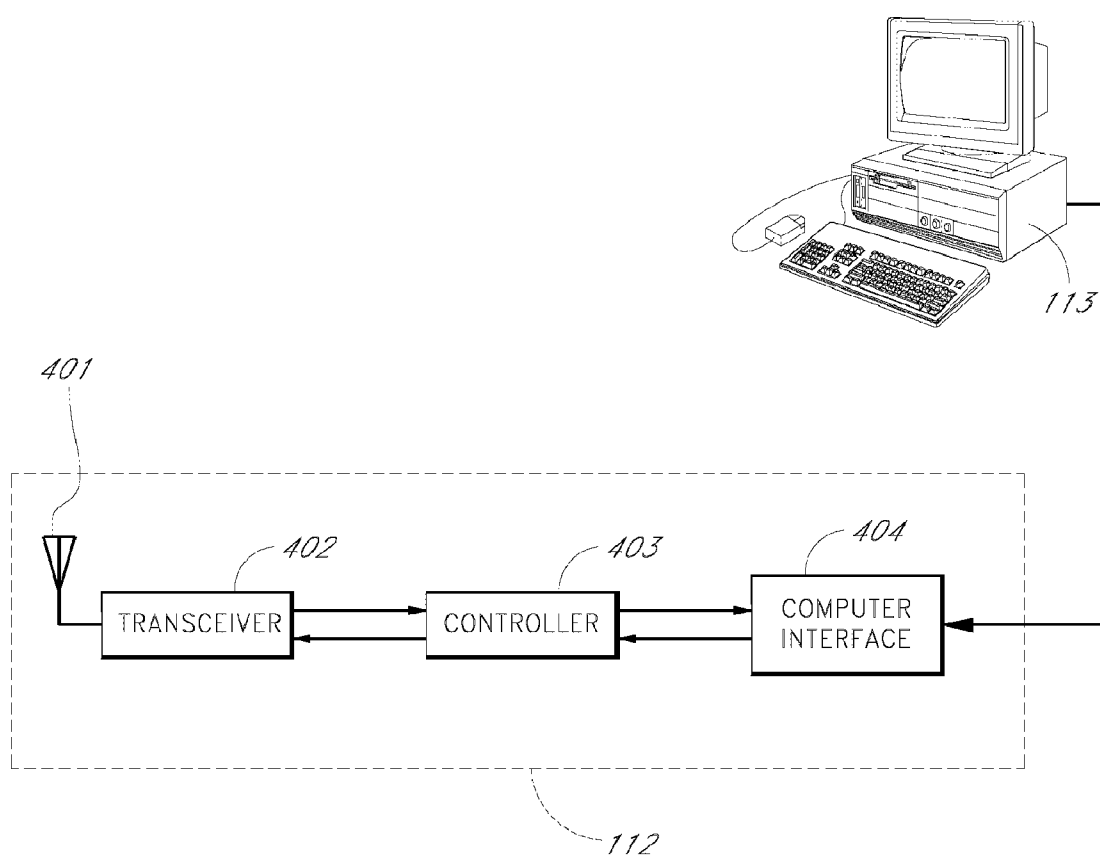 113
401
402
403
404
TRANSCEIVER
CONTROLLER
COMPUTER
INTERFACE
112